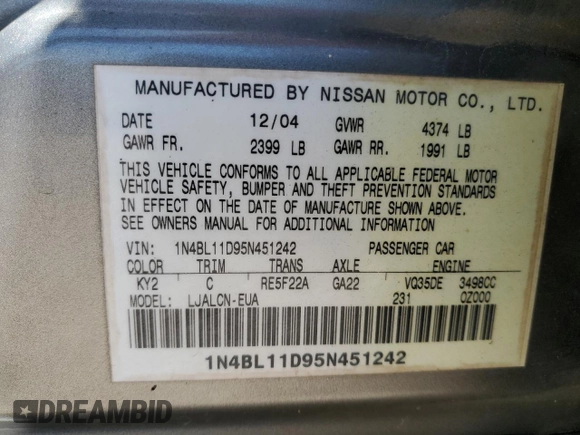 MANUFACTURED BY NISSAN MOTOR CO., LTD.
DATE 12/04 GVWR 4374 LB
GAWR FR. 2399 LB GAWR RR. 1991 LB
THIS VEHICLE CONFORMS TO ALL APPLICABLE FEDERAL MOTOR
VEHICLE SAFETY, BUMPER AND THEFT PREVENTION STANDARDS
IN EFFECT ON THE DATE OF MANUFACTURE SHOWN ABOVE.
SEE OWNERS MANUAL FOR ADDITIONAL INFORMATION
VIN: 1N4BL11D95N451242 PASSENGER CAR
COLOR TRIM TRANS AXLE ENGINE
KY2 C RE5F22A GA22 VQ35DE 3498CC
MODEL: LJALCN-EUA 231 OZ000
1N4BL11D95N451242
DREAMBID